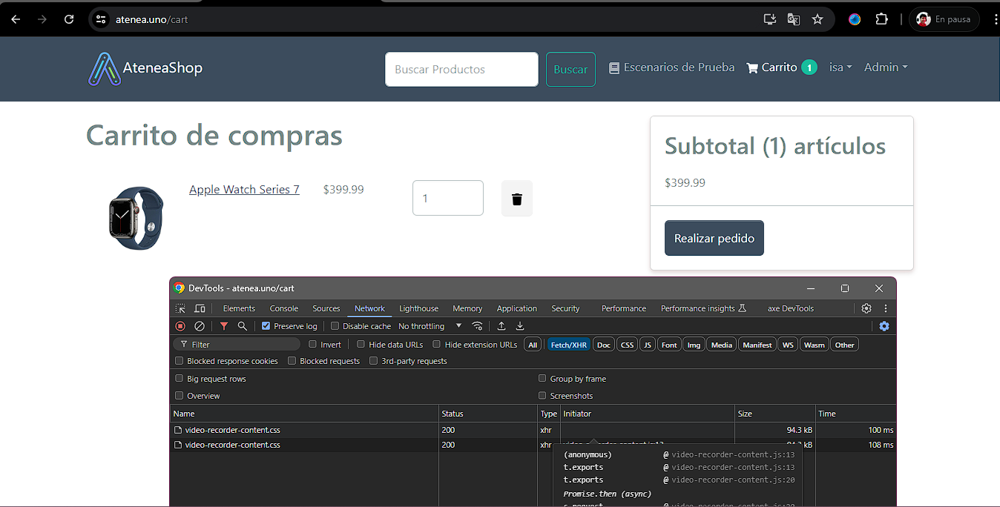 atenea.uno/cart
En pausa
AteneaShop
Buscar Productos
Buscar
Escenarios de Prueba
Carrito 1
isa
Admin
Carrito de compras
Subtotal (1) artículos
$399.99
Realizar pedido
Apple Watch Series 7
$399.99
1
DevTools - atenea.uno/cart
Elements Console Sources Network Lighthouse Memory Application Security Performance Performance insights axe DevTools
Preserve log Disable cache No throttling
Filter Invert Hide data URLs Hide extension URLs All Fetch/XHR Doc CSS JS Font Img Media Manifest WS Wasm Other
Blocked response cookies Blocked requests 3rd-party requests
Big request rows Group by frame
Overview Screenshots
Name Status Type Initiator Size Time
video-recorder-content.css 200 xhr 94.3 kB 100 ms
video-recorder-content.css 200 xhr video-recorder-content.js:13 94.3 kB 108 ms
(anonymous) @ video-recorder-content.js:13
t.exports @ video-recorder-content.js:13
t.exports @ video-recorder-content.js:20
Promise.then (async)